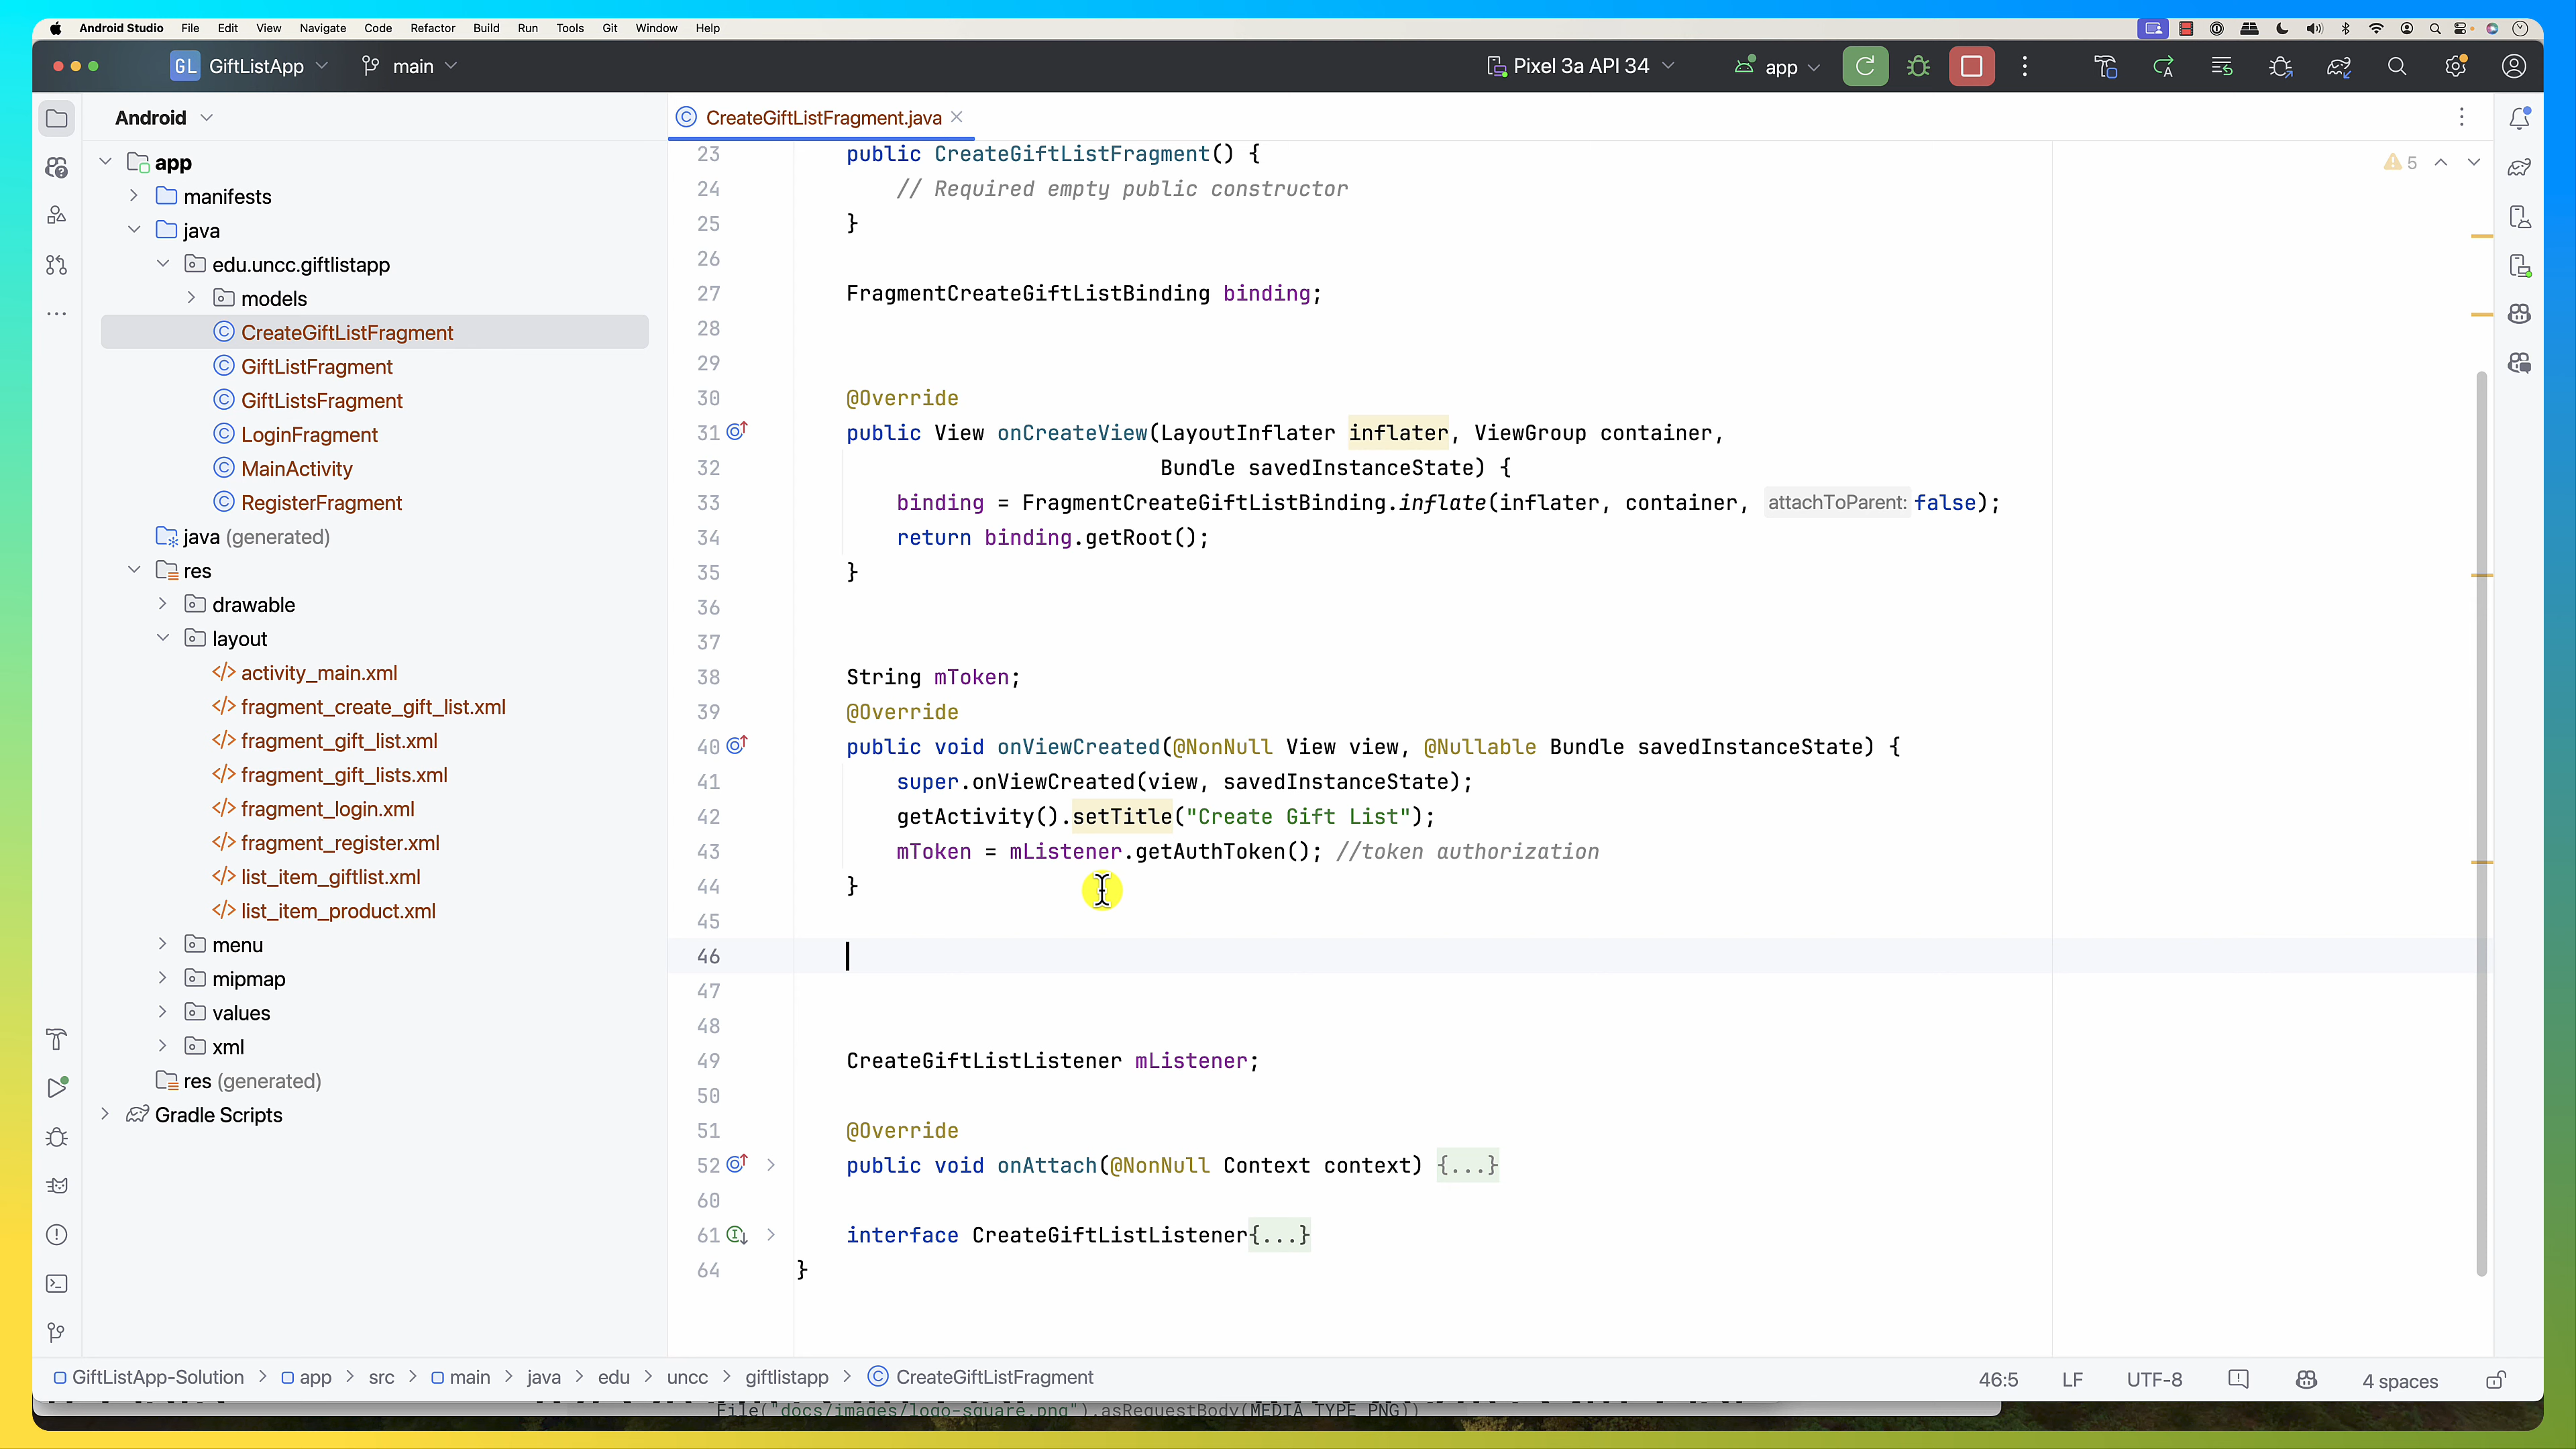 Android Studio File Edit View Navigate Code Refactor Build Run Tools Git Window Help
GL GiftListApp main Pixel 3a API 34 app
Android
CreateGiftListFragment.java
5
app
manifests
java
edu.uncc.giftlistapp
models
CreateGiftListFragment
GiftListFragment
GiftListsFragment
LoginFragment
MainActivity
RegisterFragment
java (generated)
res
drawable
layout
activity_main.xml
fragment_create_gift_list.xml
fragment_gift_list.xml
fragment_gift_lists.xml
fragment_login.xml
fragment_register.xml
list_item_giftlist.xml
list_item_product.xml
menu
mipmap
values
xml
res (generated)
Gradle Scripts
23 public CreateGiftListFragment() {
24 // Required empty public constructor
25 }
26
27 FragmentCreateGiftListBinding binding;
28
29
30 @Override
31 public View onCreateView(LayoutInflater inflater, ViewGroup container,
32 Bundle savedInstanceState) {
33 binding = FragmentCreateGiftListBinding.inflate(inflater, container, attachToParent: false);
34 return binding.getRoot();
35 }
36
37
38 String mToken;
39 @Override
40 public void onViewCreated(@NonNull View view, @Nullable Bundle savedInstanceState) {
41 super.onViewCreated(view, savedInstanceState);
42 getActivity().setTitle("Create Gift List");
43 mToken = mListener.getAuthToken(); //token authorization
44 }
45
46
47
48
49 CreateGiftListListener mListener;
50
51 @Override
52 public void onAttach(@NonNull Context context) {...}
60
61 interface CreateGiftListListener{...}
64 }
GiftListApp-Solution > app > src > main > java > edu > uncc > giftlistapp > CreateGiftListFragment 46:5 LF UTF-8 4 spaces
File("docs/images/logo-square.png").asRequestBody(MEDIA_TYPE_PNG))